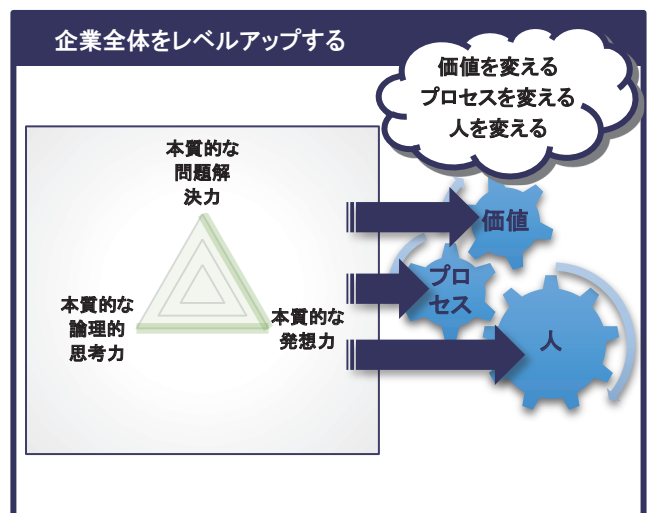 企業全体をレベルアップする
価値を変える
プロセスを変える
人を変える
本質的な
問題解
決力
本質的な
論理的
思考力
本質的な
発想力
価値
プロ
セス
人